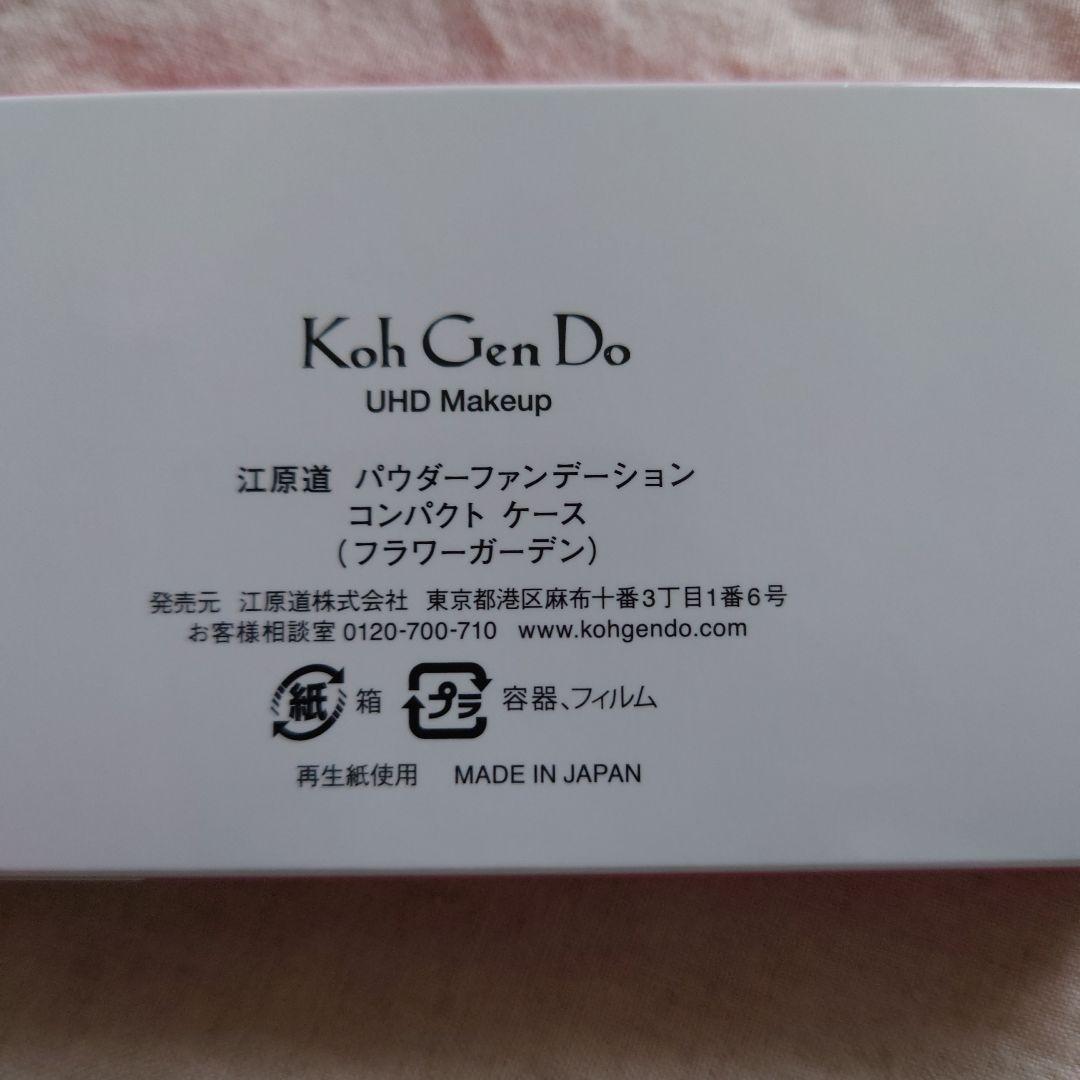 Koh Gen Do
UHD Makeup
江原道 パウダーファンデーション
コンパクト ケース
(フラワーガーデン)
発売元 江原道株式会社 東京都港区麻布十番3丁目1番6号
お客様相談室 0120-700-710 www.kohgendo.com
紙 箱 プラ 容器、フィルム
再生紙使用 MADE IN JAPAN